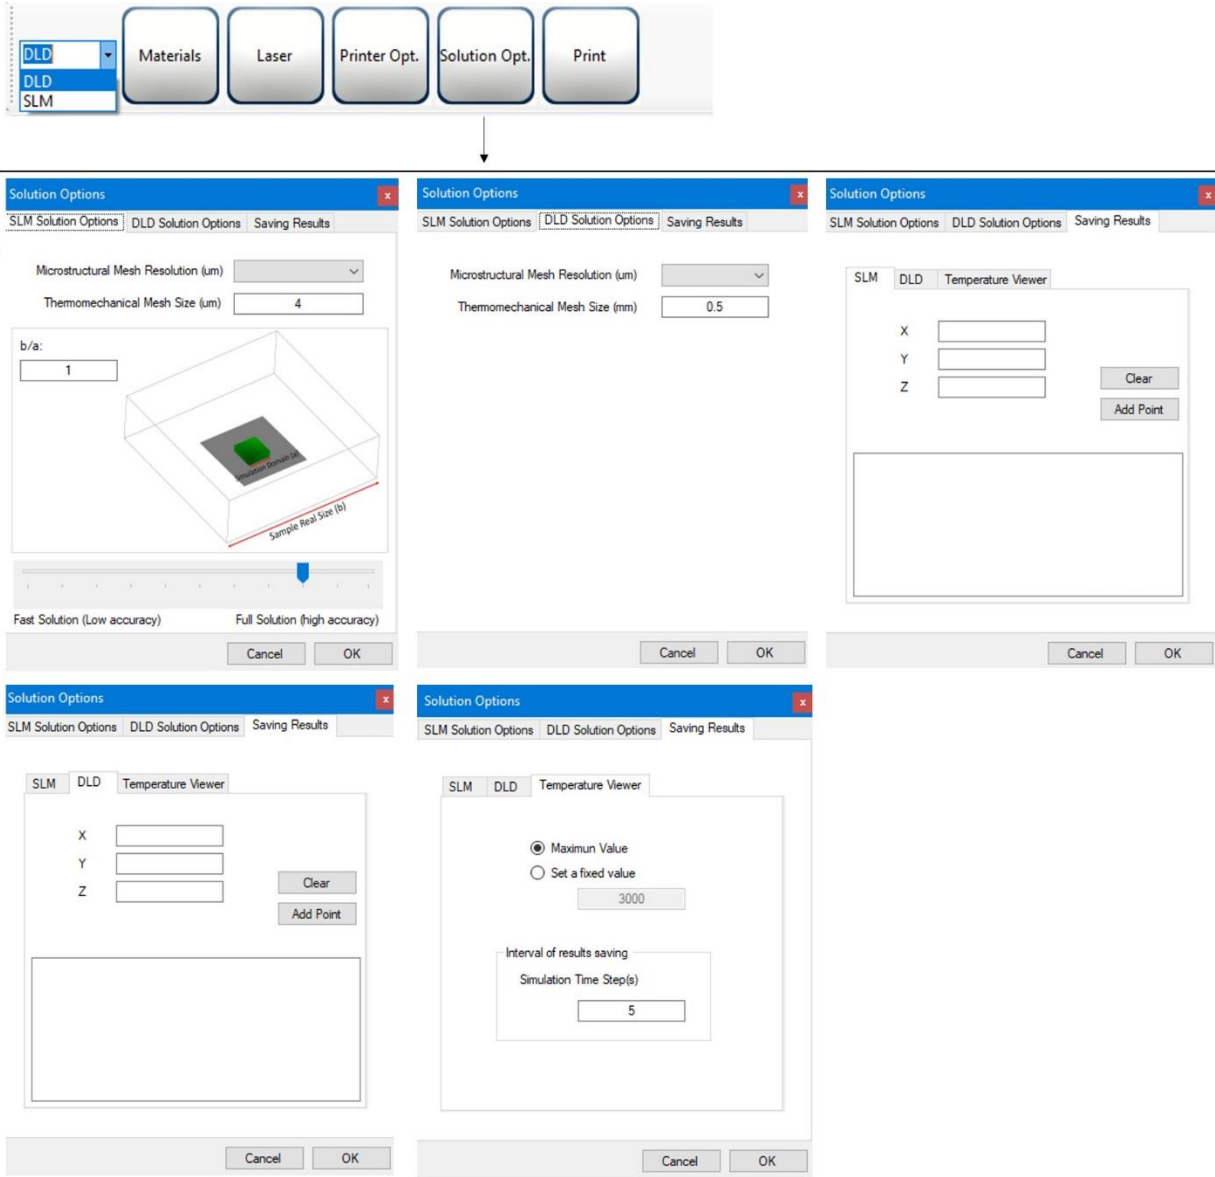 DLD
DLD
SLM
Materials
Laser
Printer Opt.
Solution Opt.
Print
Solution Options
x
SLM Solution Options DLD Solution Options Saving Results
Microstructural Mesh Resolution (um)
Thermomechanical Mesh Size (um) 4
b/a:
1
Simulation Domain (a)
Sample Real Size (b)
Fast Solution (Low accuracy) Full Solution (high accuracy)
Cancel OK
Solution Options
x
SLM Solution Options DLD Solution Options Saving Results
Microstructural Mesh Resolution (um)
Thermomechanical Mesh Size (mm) 0.5
Cancel OK
Solution Options
x
SLM Solution Options DLD Solution Options Saving Results
SLM DLD Temperature Viewer
X
Y
Z
Clear
Add Point
Cancel OK
Solution Options
x
SLM Solution Options DLD Solution Options Saving Results
SLM DLD Temperature Viewer
X
Y
Z
Clear
Add Point
Cancel OK
Solution Options
x
SLM Solution Options DLD Solution Options Saving Results
SLM DLD Temperature Viewer
Maximun Value
Set a fixed value
3000
Interval of results saving
Simulation Time Step(s)
5
Cancel OK